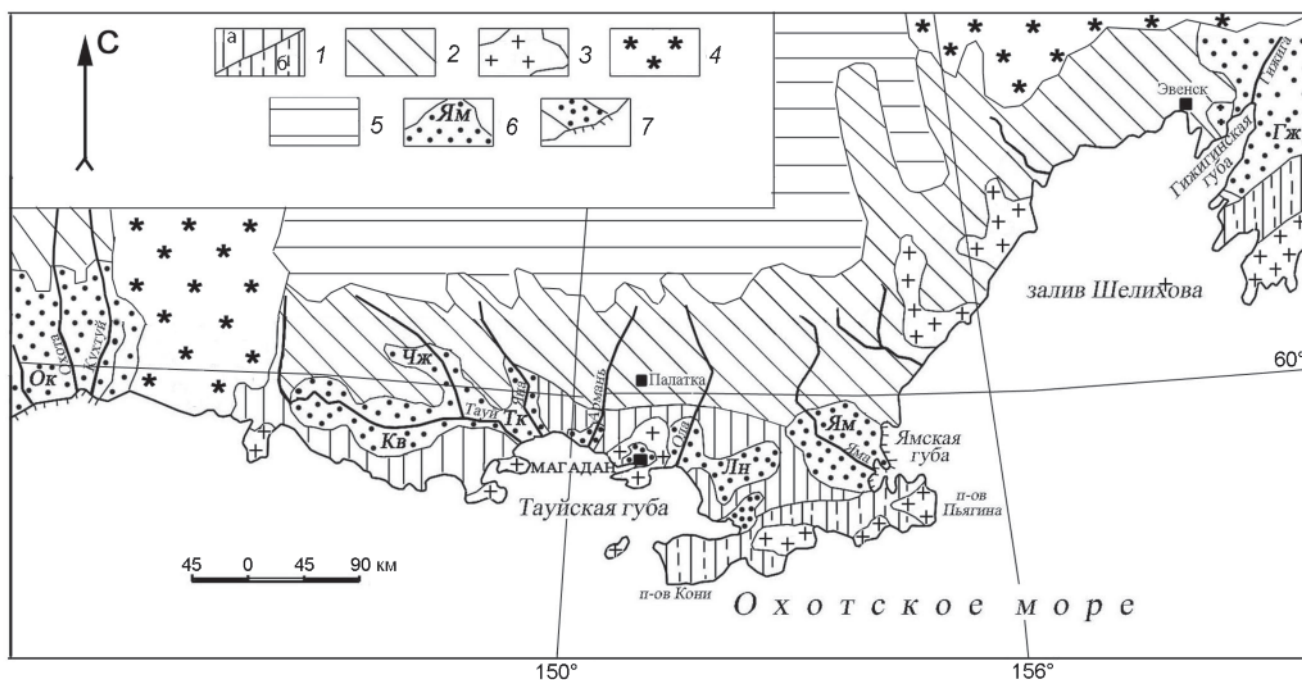 С
а
б
1
2
3
4
5
Ям
6
7
Эвенск
Гижига
Гж
Гижигинская
губа
залив Шелихова
60°
Охота
Кухтуй
Ок
Чж
Яна
Армань
Палатка
Тауй
Тк
Кв
Ола
Ям
Яма
Ямская
губа
МАГАДАН
Лн
Тауйская губа
п-ов
Пьягина
45 0 45 90 км
п-ов Кони
Охотское море
150°
156°